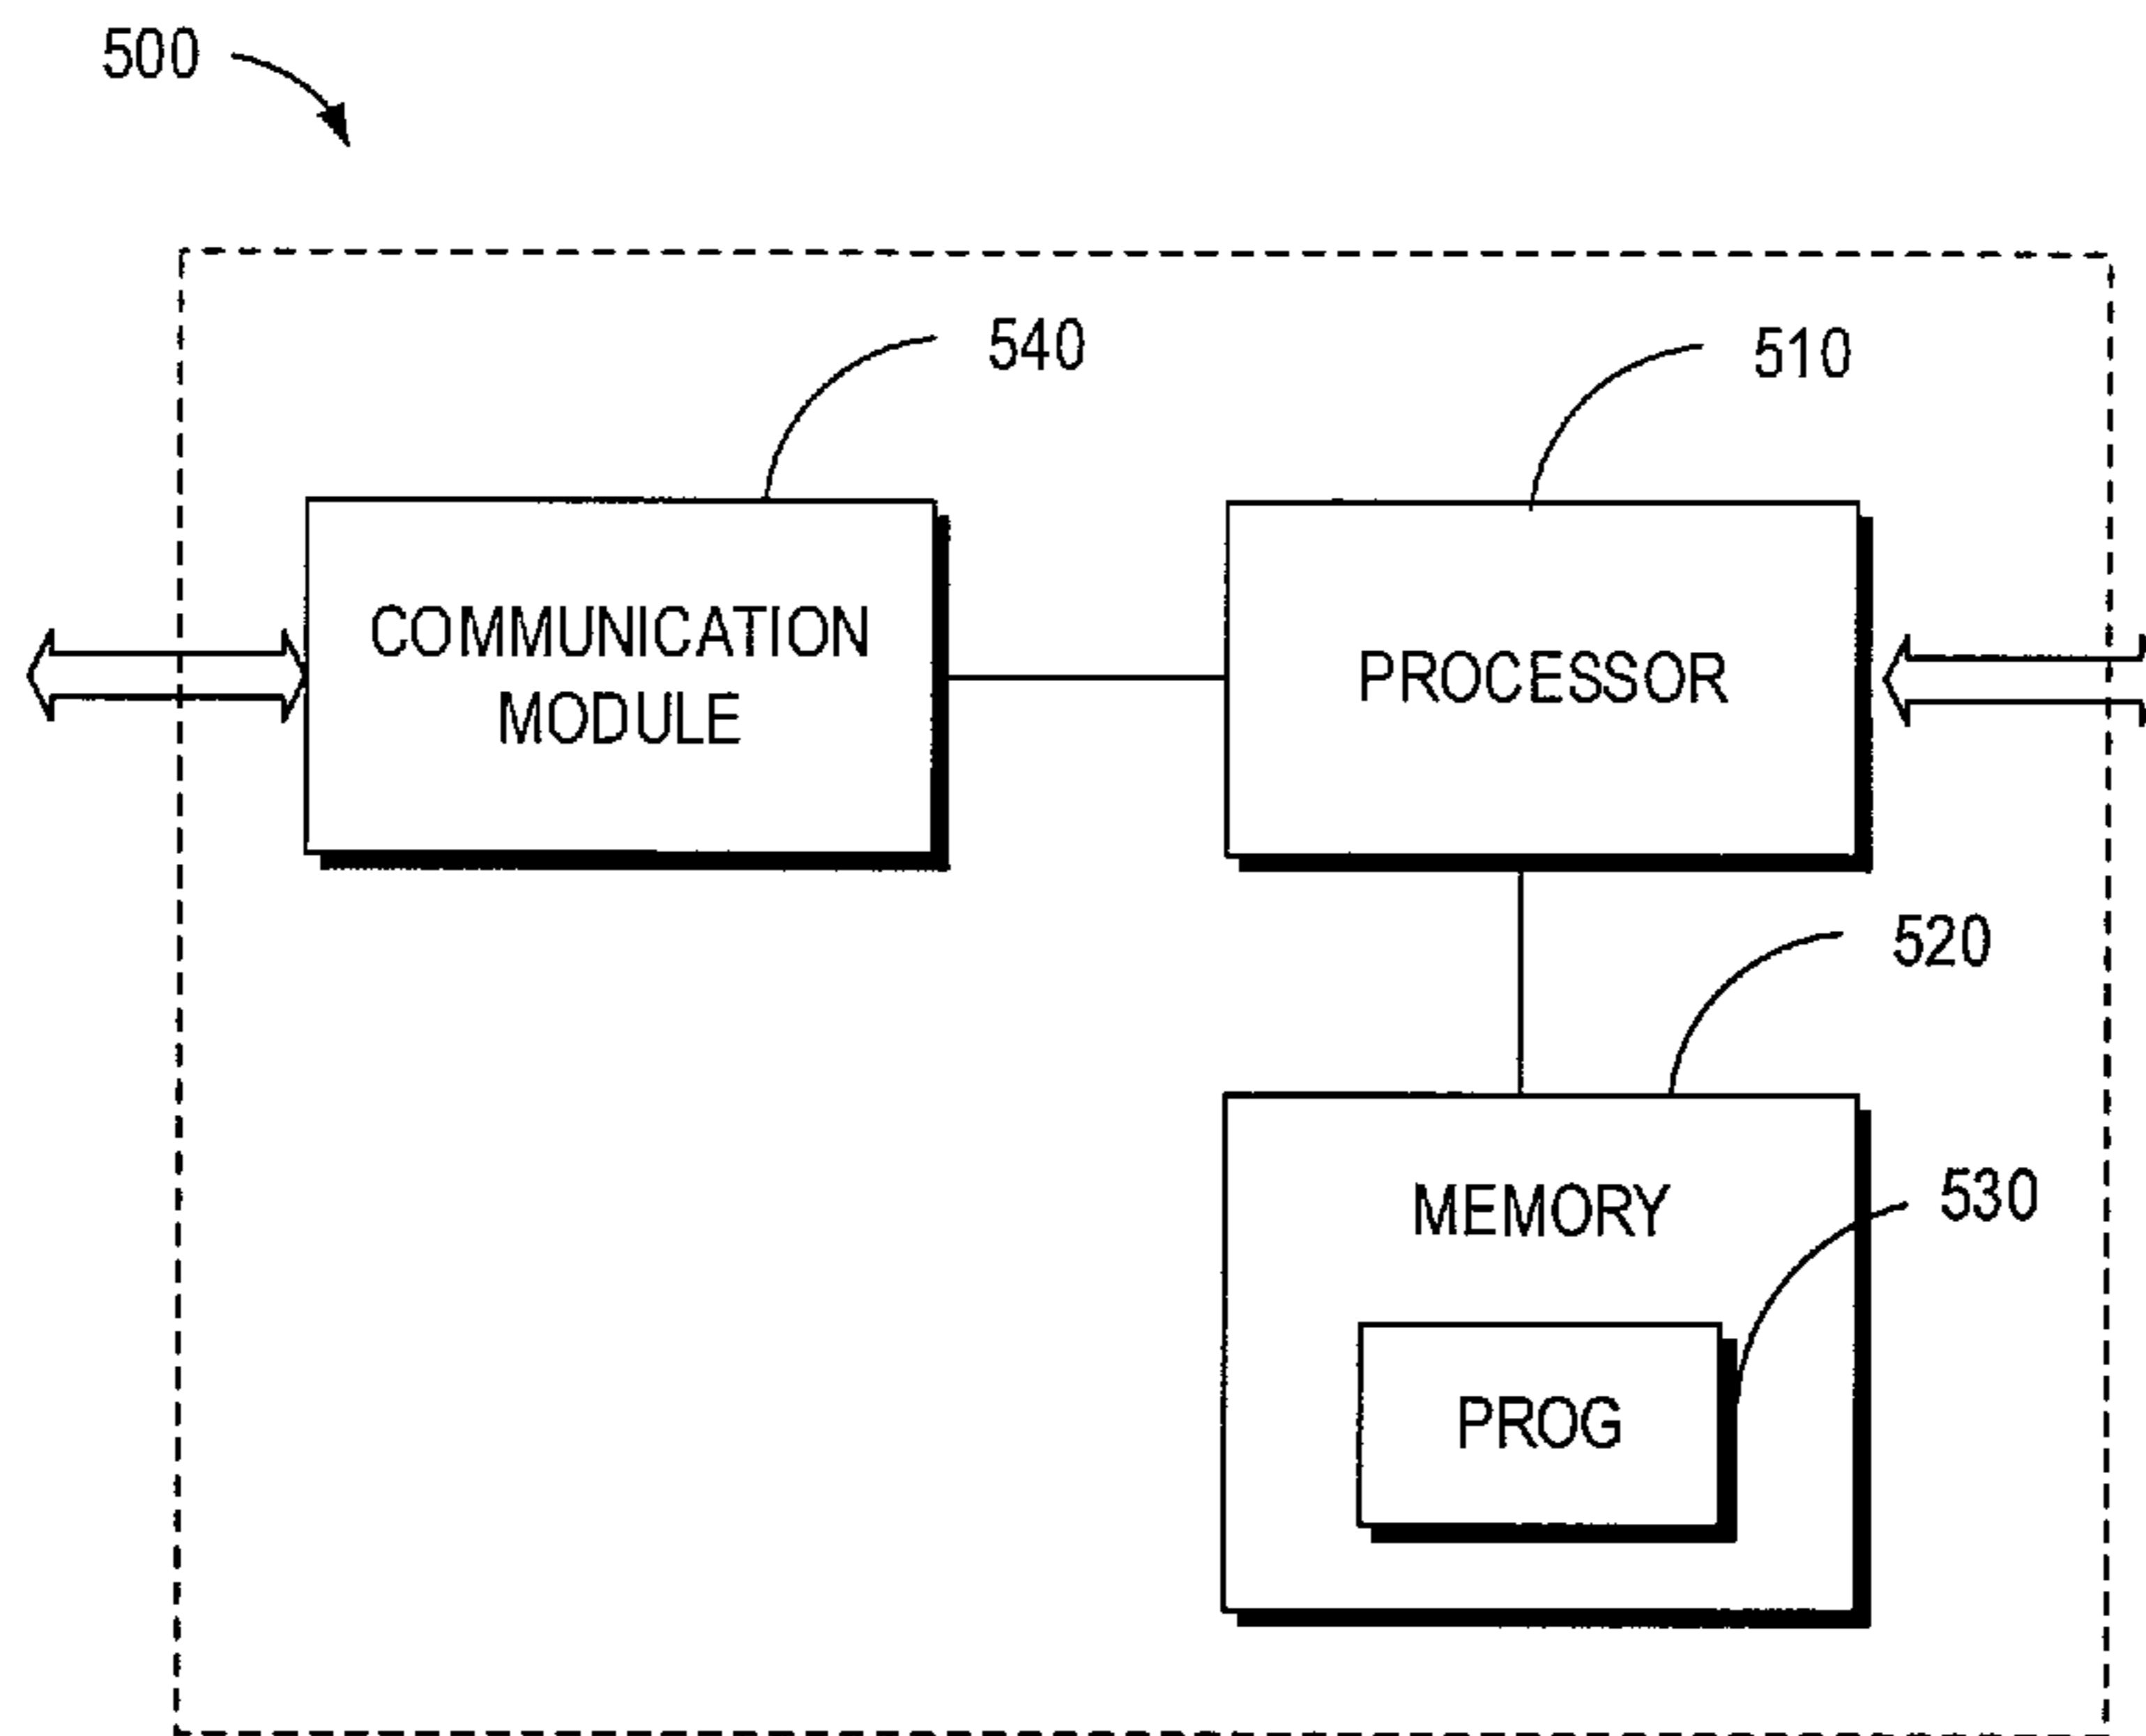 500
540
510
COMMUNICATION
MODULE
PROCESSOR
520
MEMORY
530
PROG